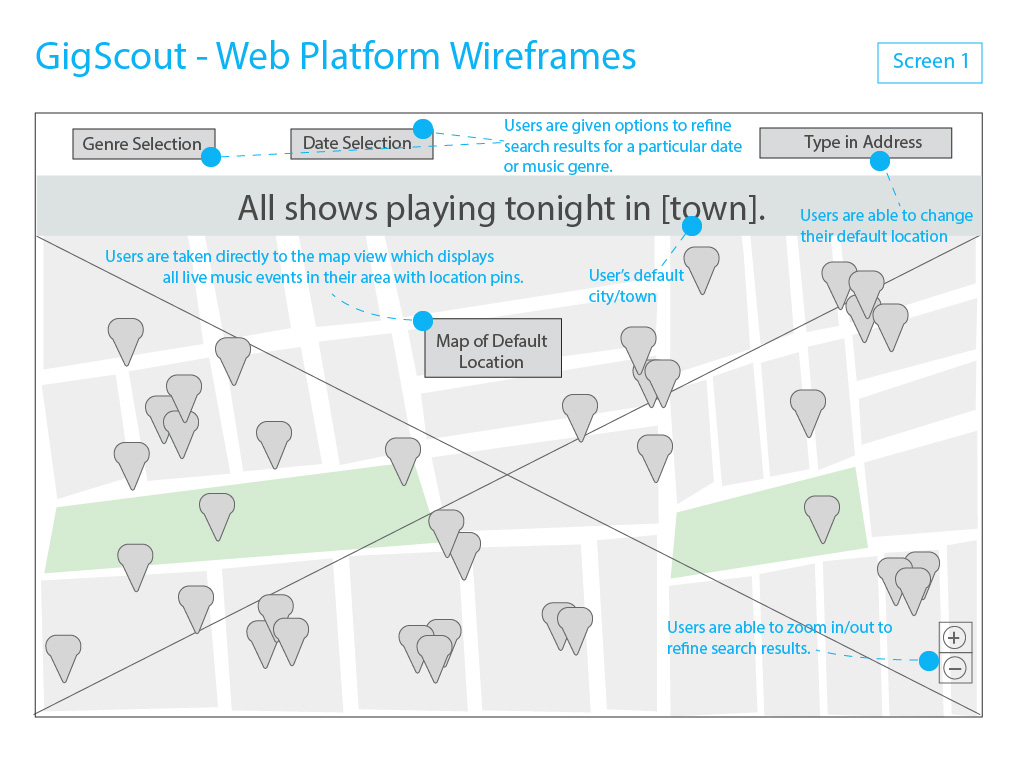 GigScout - Web Platform Wireframes
Screen 1
Genre Selection
Date Selection
Users are given options to refine
search results for a particular date
or music genre.
Type in Address
All shows playing tonight in [town].
Users are able to change
their default location
Users are taken directly to the map view which displays
all live music events in their area with location pins.
User's default
city/town
Map of Default
Location
Users are able to zoom in/out to
refine search results.
+
−